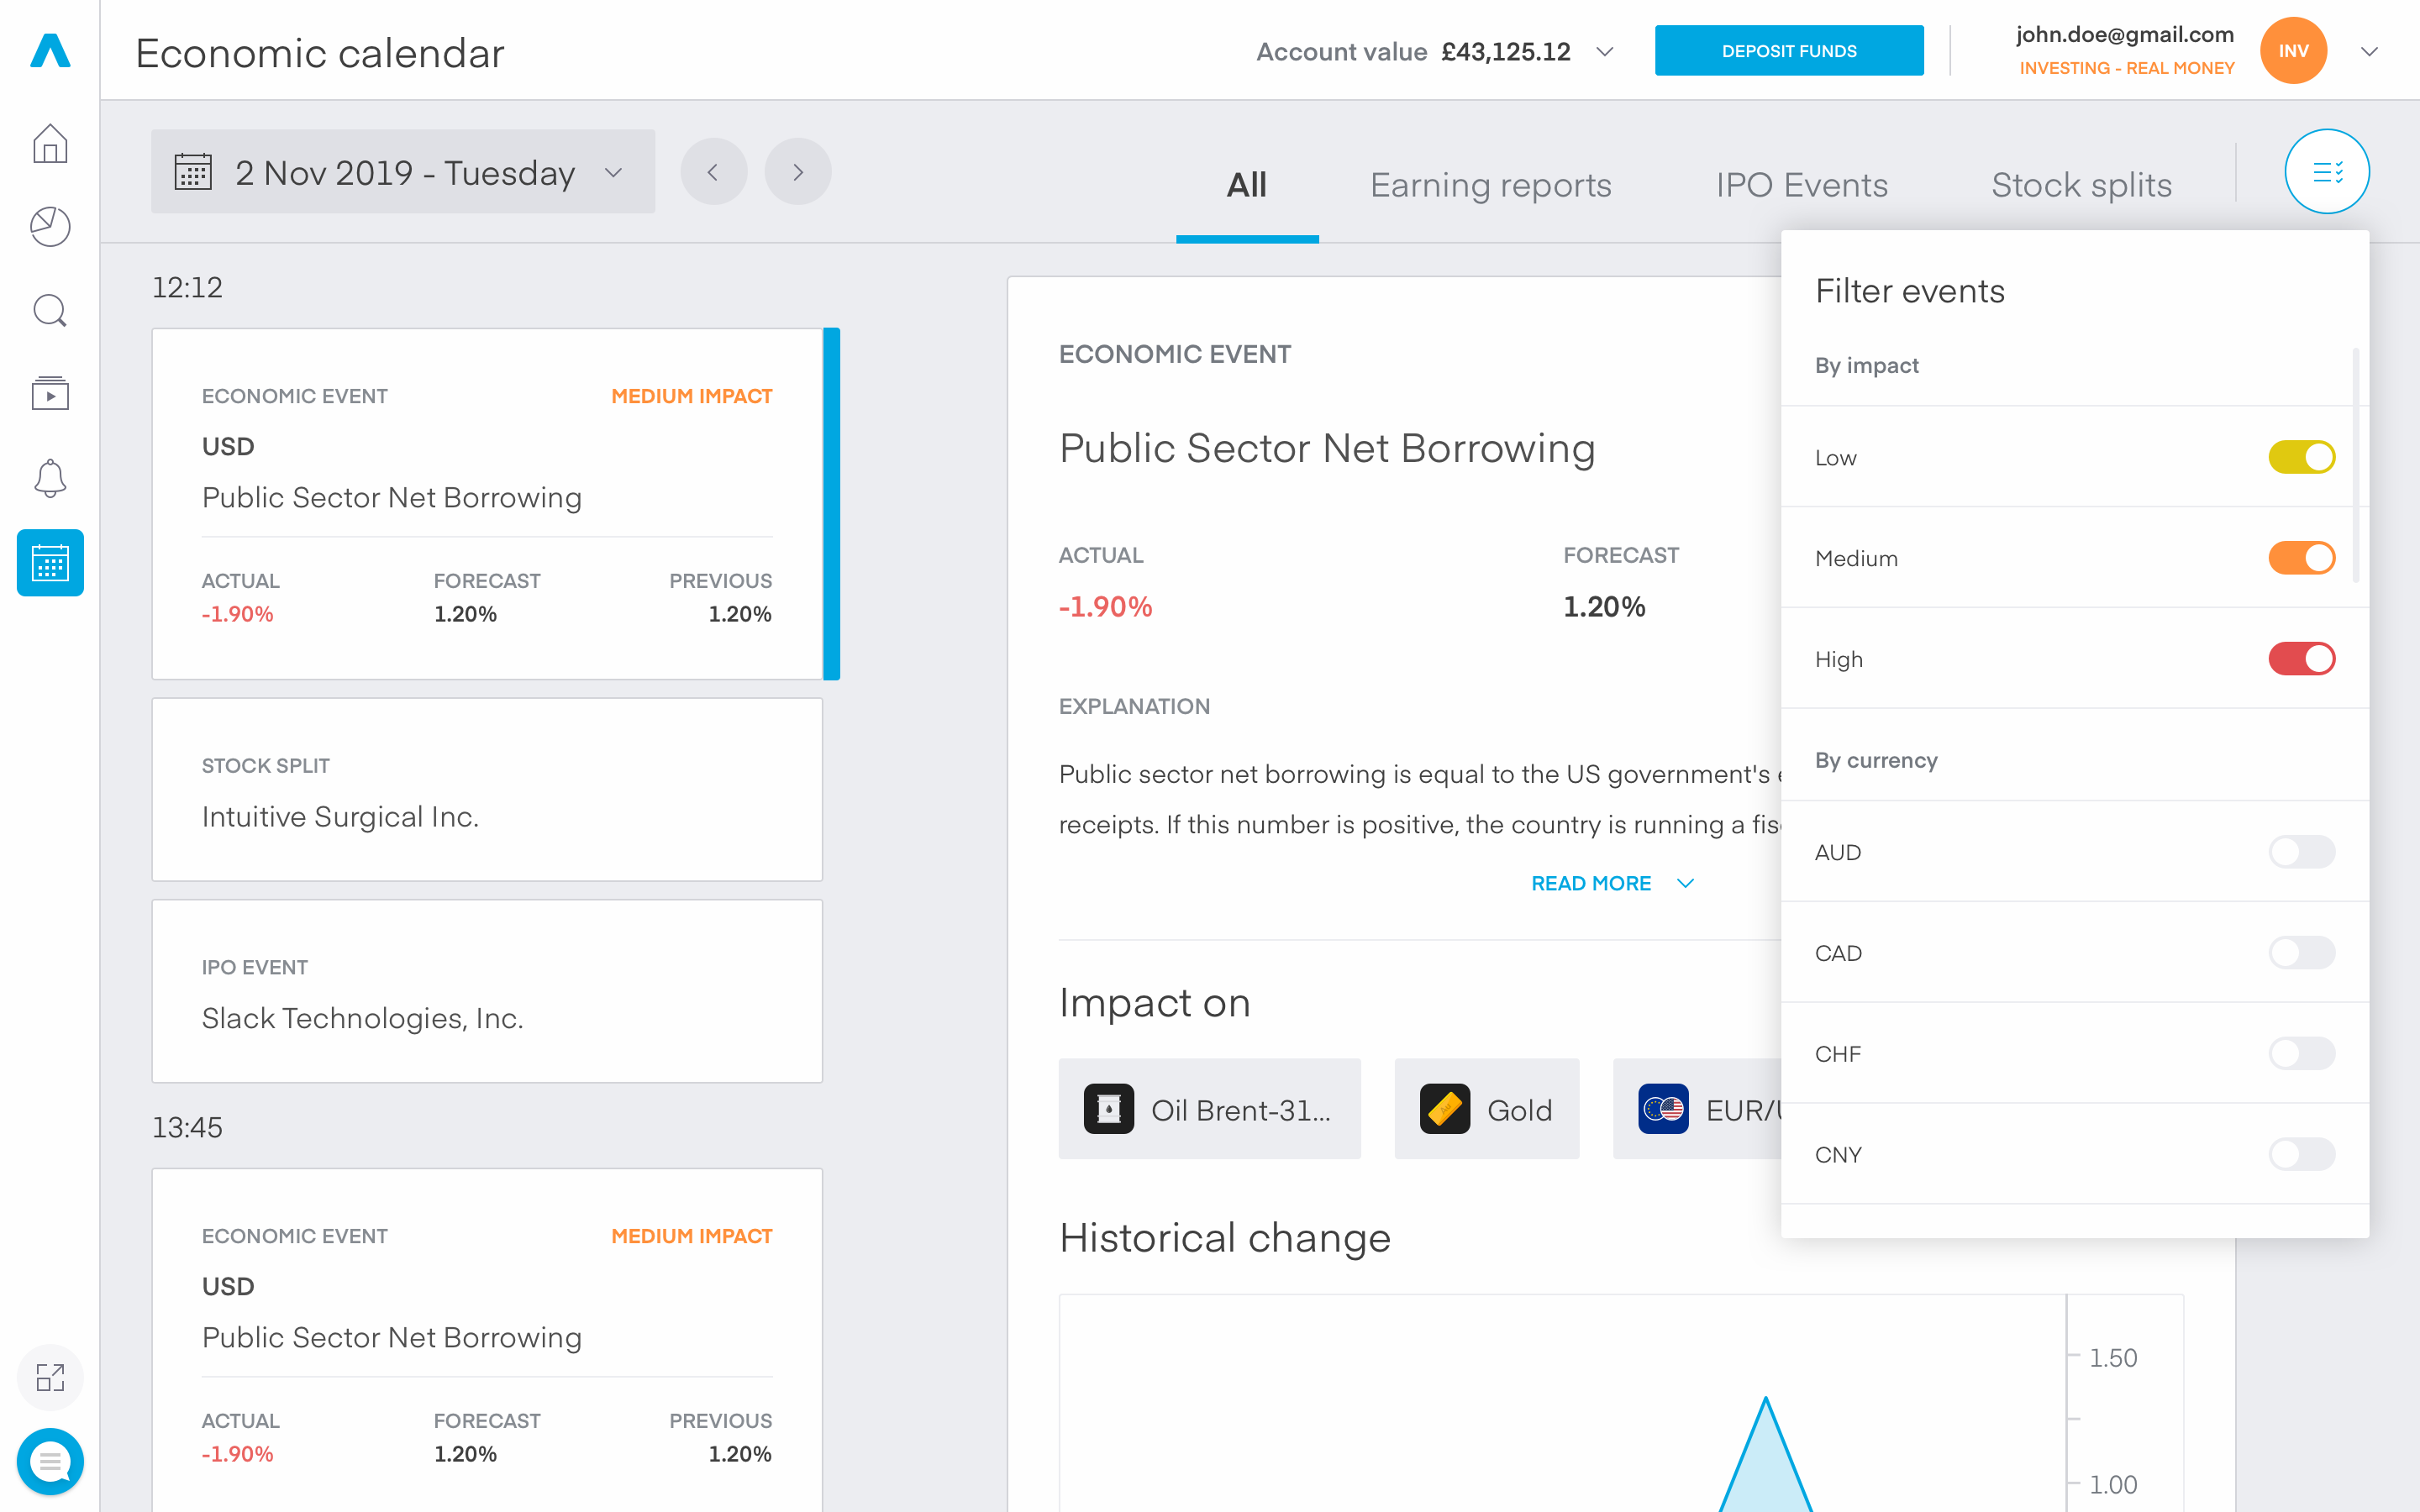 Economic calendar
Account value £43,125.12
DEPOSIT FUNDS
john.doe@gmail.com
INVESTING - REAL MONEY
INV
2 Nov 2019 - Tuesday
All
Earning reports
IPO Events
Stock splits
12:12
ECONOMIC EVENT
MEDIUM IMPACT
USD
Public Sector Net Borrowing
ACTUAL
FORECAST
PREVIOUS
-1.90%
1.20%
1.20%
STOCK SPLIT
Intuitive Surgical Inc.
IPO EVENT
Slack Technologies, Inc.
13:45
ECONOMIC EVENT
MEDIUM IMPACT
USD
Public Sector Net Borrowing
ACTUAL
FORECAST
PREVIOUS
-1.90%
1.20%
1.20%
ECONOMIC EVENT
Public Sector Net Borrowing
ACTUAL
FORECAST
-1.90%
1.20%
EXPLANATION
Public sector net borrowing is equal to the US government's
receipts. If this number is positive, the country is running a
READ MORE
Impact on
Oil Brent-31...
Gold
EUR/
Historical change
1.50
1.00
Filter events
By impact
Low
Medium
High
By currency
AUD
CAD
CHF
CNY